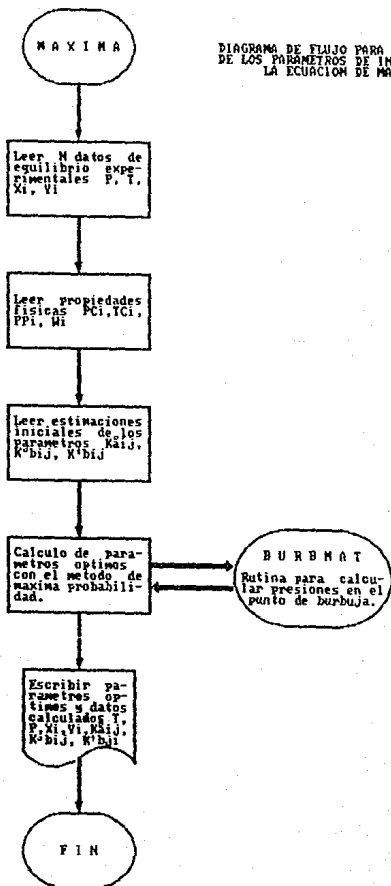 M A X I M A
DIAGRAMA DE FLUJO PARA
DE LOS PARAMETROS DE IN
LA ECUACION DE MA
Leer N datos de
equilibrio expe-
rimentales P, T,
Xi, Yi
Leer propiedades
fisicas PCi,TCi,
PPi, Wi
Leer estimaciones
iniciales de los
parametros Kaij,
K°bij, K'bij
Calculo de para-
metros optimos
con el metodo de
maxima probabili-
dad.
B U R B M A T
Rutina para calcu-
lar presiones en el
punto de burbuja.
Escribir pa-
rametros op-
timos y datos
calculados T,
P,Xi,Yi,Kaij,
K°bij, K'bji
F I N